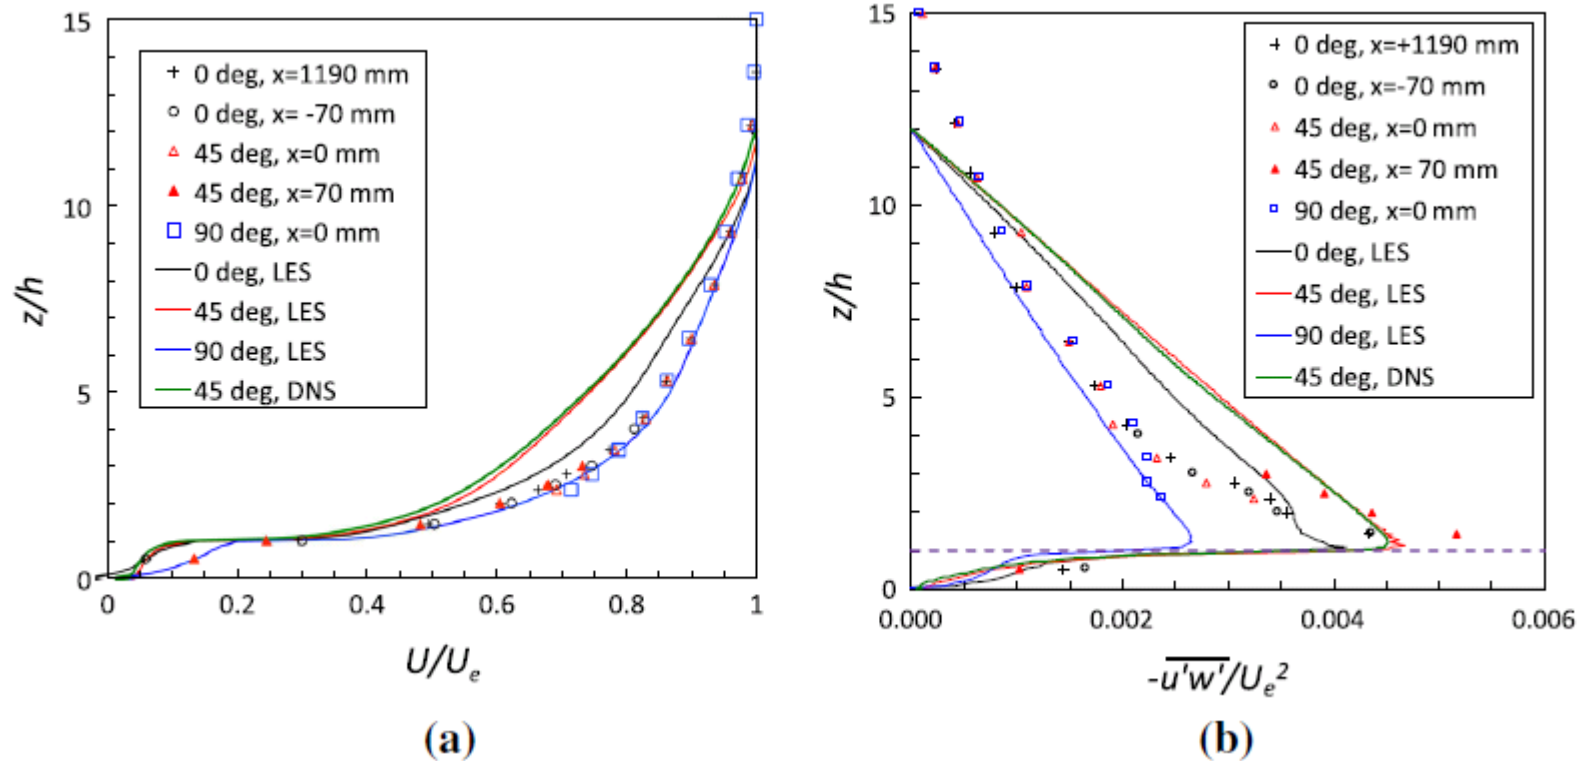 15
0 deg, x=1190 mm
0 deg, x= -70 mm
45 deg, x=0 mm
45 deg, x=70 mm
90 deg, x=0 mm
0 deg, LES
45 deg, LES
90 deg, LES
45 deg, DNS
10
5
0
z/h
0
0.2
0.4
0.6
0.8
1
U/Ue
(a)
15
0 deg, x=+1190 mm
0 deg, x=-70 mm
45 deg, x=0 mm
45 deg, x= 70 mm
90 deg, x=0 mm
0 deg, LES
45 deg, LES
90 deg, LES
45 deg, DNS
10
5
0
z/h
0.000
0.002
0.004
0.006
-u'w'/Ue²
(b)